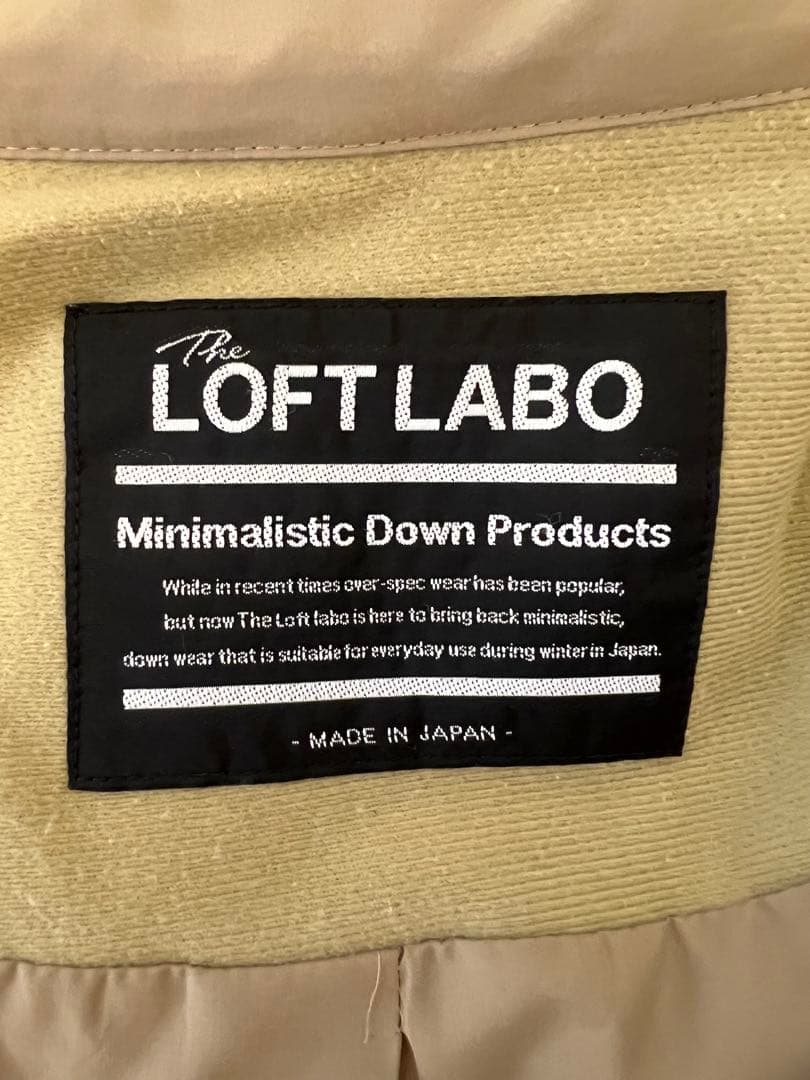 The
LOFT LABO
Minimalistic Down Products
While in recent times over-spec wear has been popular,
but now The Loft labo is here to bring back minimalistic,
down wear that is suitable for everyday use during winter in Japan.
- MADE IN JAPAN -